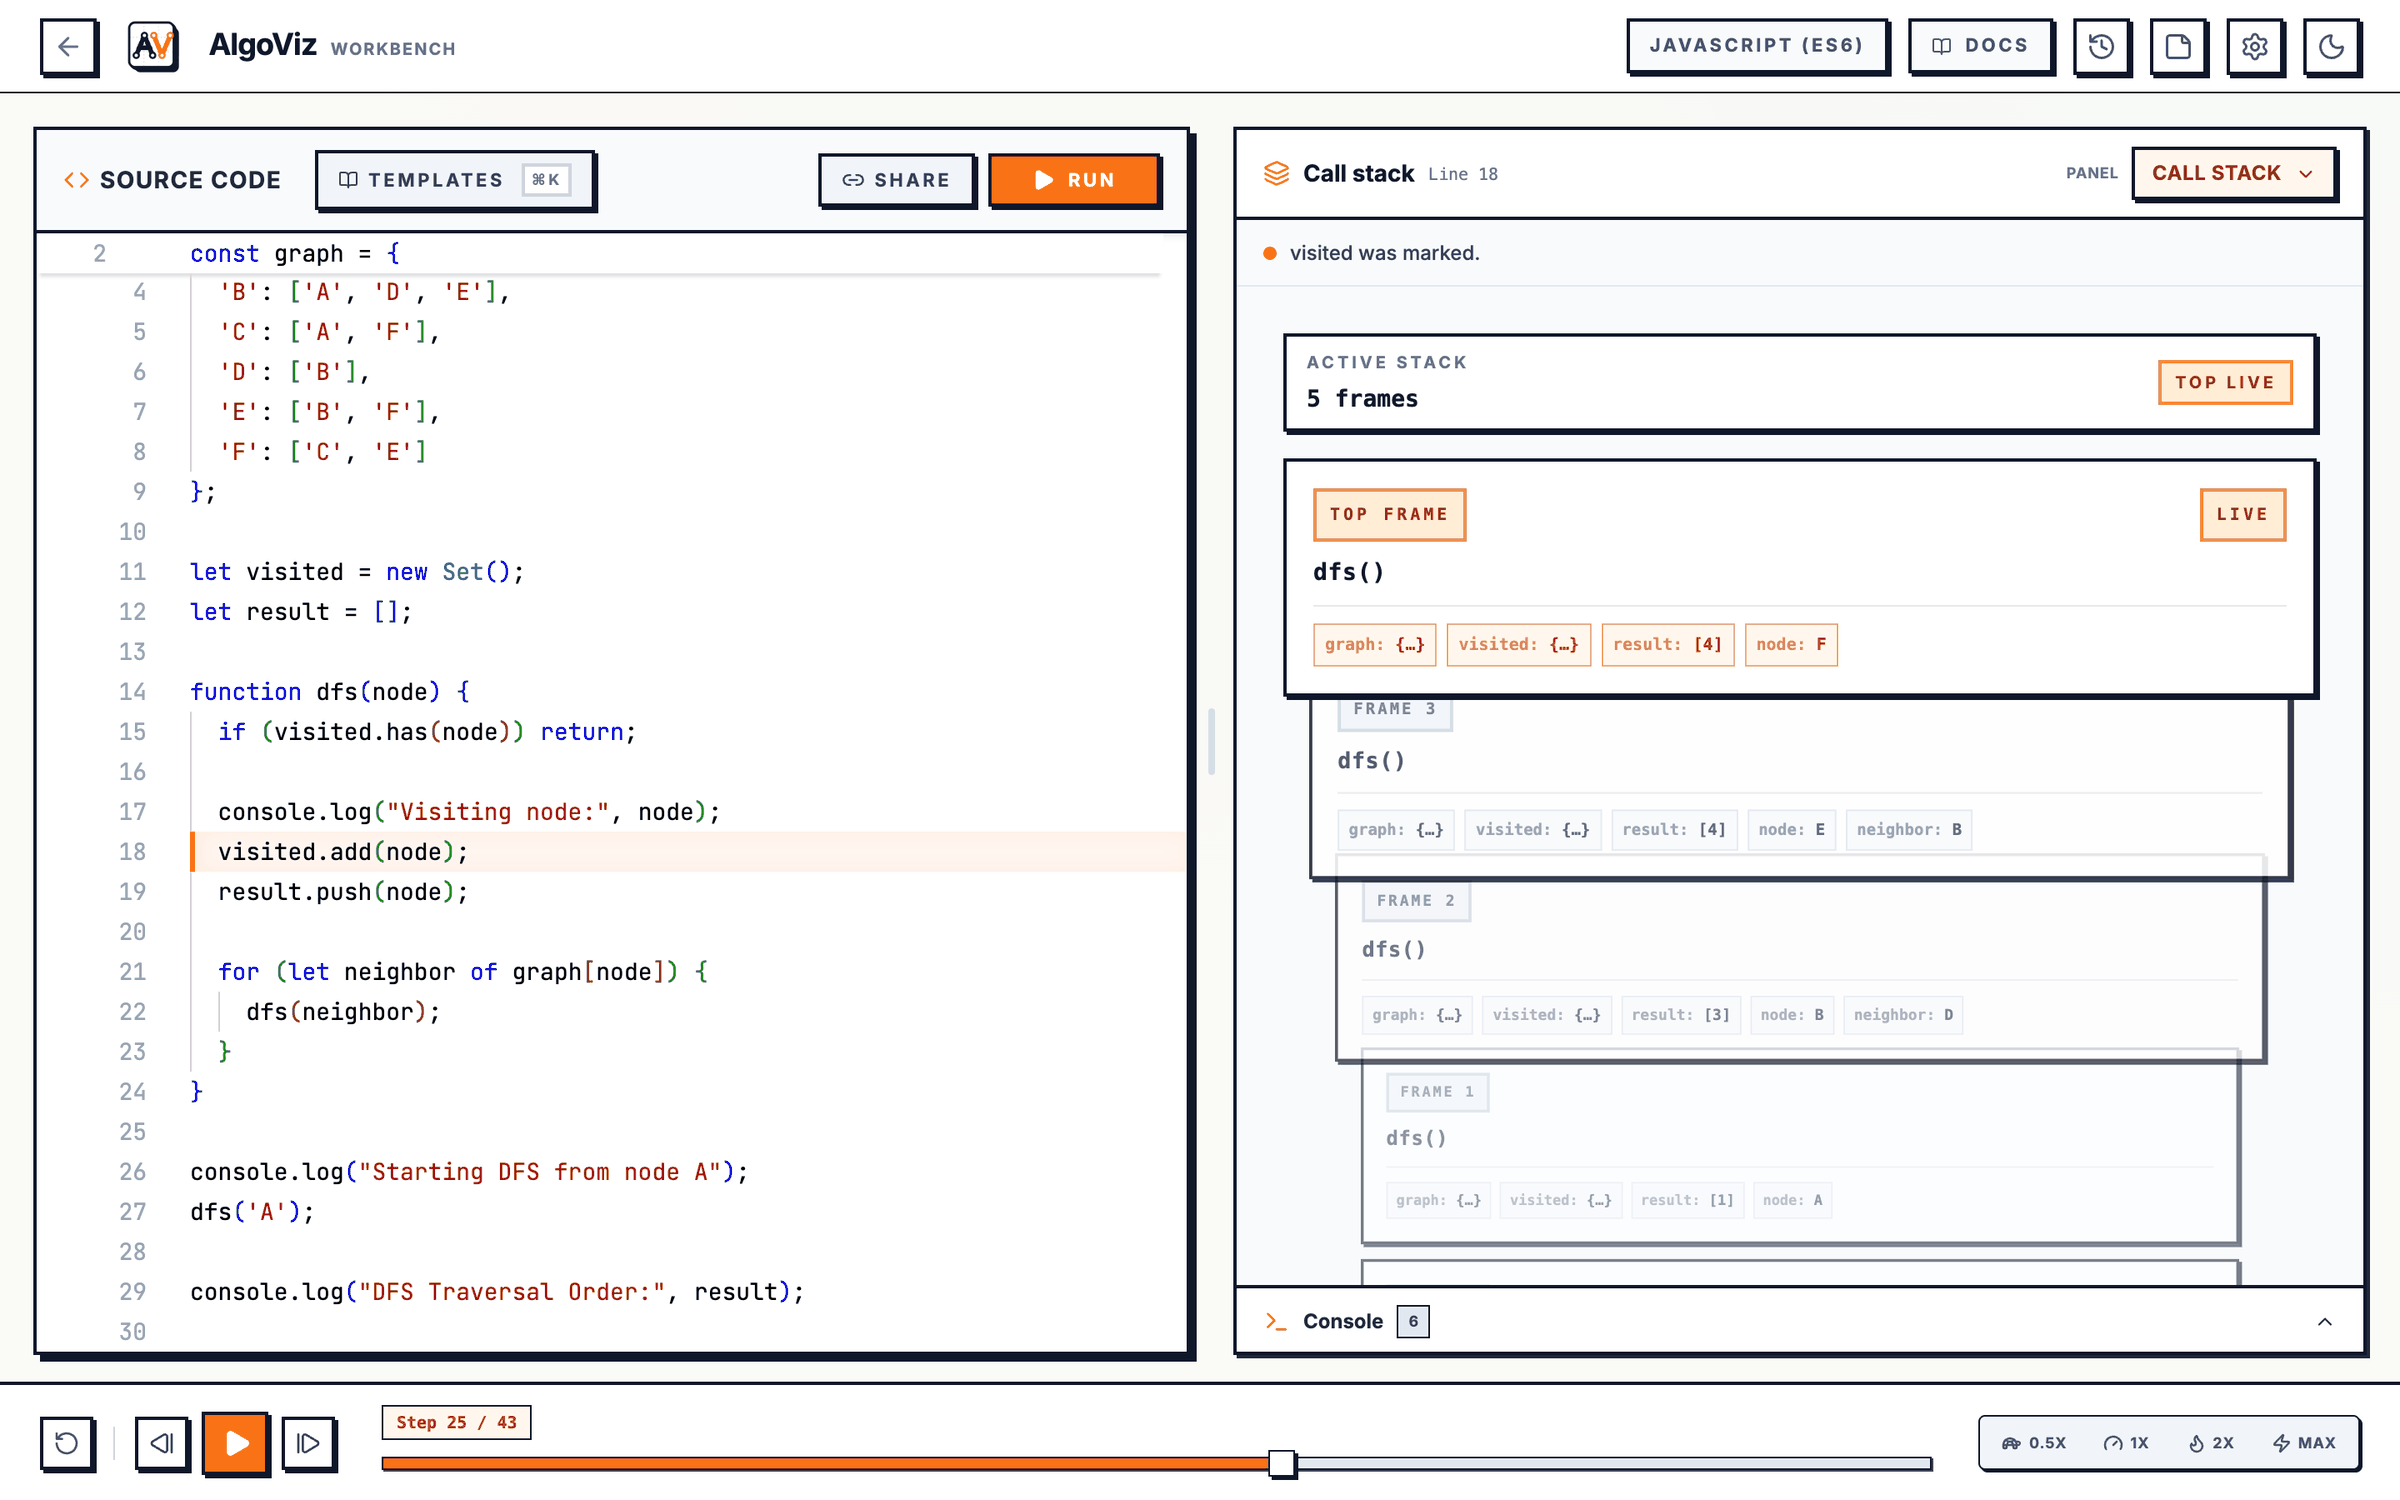 AV AlgoViz WORKBENCH
JAVASCRIPT (ES6)
DOCS
SOURCE CODE
TEMPLATES ⌘K
SHARE
RUN
2 const graph = {
4 'B': ['A', 'D', 'E'],
5 'C': ['A', 'F'],
6 'D': ['B'],
7 'E': ['B', 'F'],
8 'F': ['C', 'E']
9 };
10
11 let visited = new Set();
12 let result = [];
13
14 function dfs(node) {
15 if (visited.has(node)) return;
16
17 console.log("Visiting node:", node);
18 visited.add(node);
19 result.push(node);
20
21 for (let neighbor of graph[node]) {
22 dfs(neighbor);
23 }
24 }
25
26 console.log("Starting DFS from node A");
27 dfs('A');
28
29 console.log("DFS Traversal Order:", result);
30
Call stack Line 18
PANEL CALL STACK
visited was marked.
ACTIVE STACK
5 frames
TOP LIVE
TOP FRAME
LIVE
dfs()
graph: {…} visited: {…} result: [4] node: F
FRAME 3
dfs()
graph: {…} visited: {…} result: [4] node: E neighbor: B
FRAME 2
dfs()
graph: {…} visited: {…} result: [3] node: B neighbor: D
FRAME 1
dfs()
graph: {…} visited: {…} result: [1] node: A
Console 6
Step 25 / 43
0.5X 1X 2X MAX